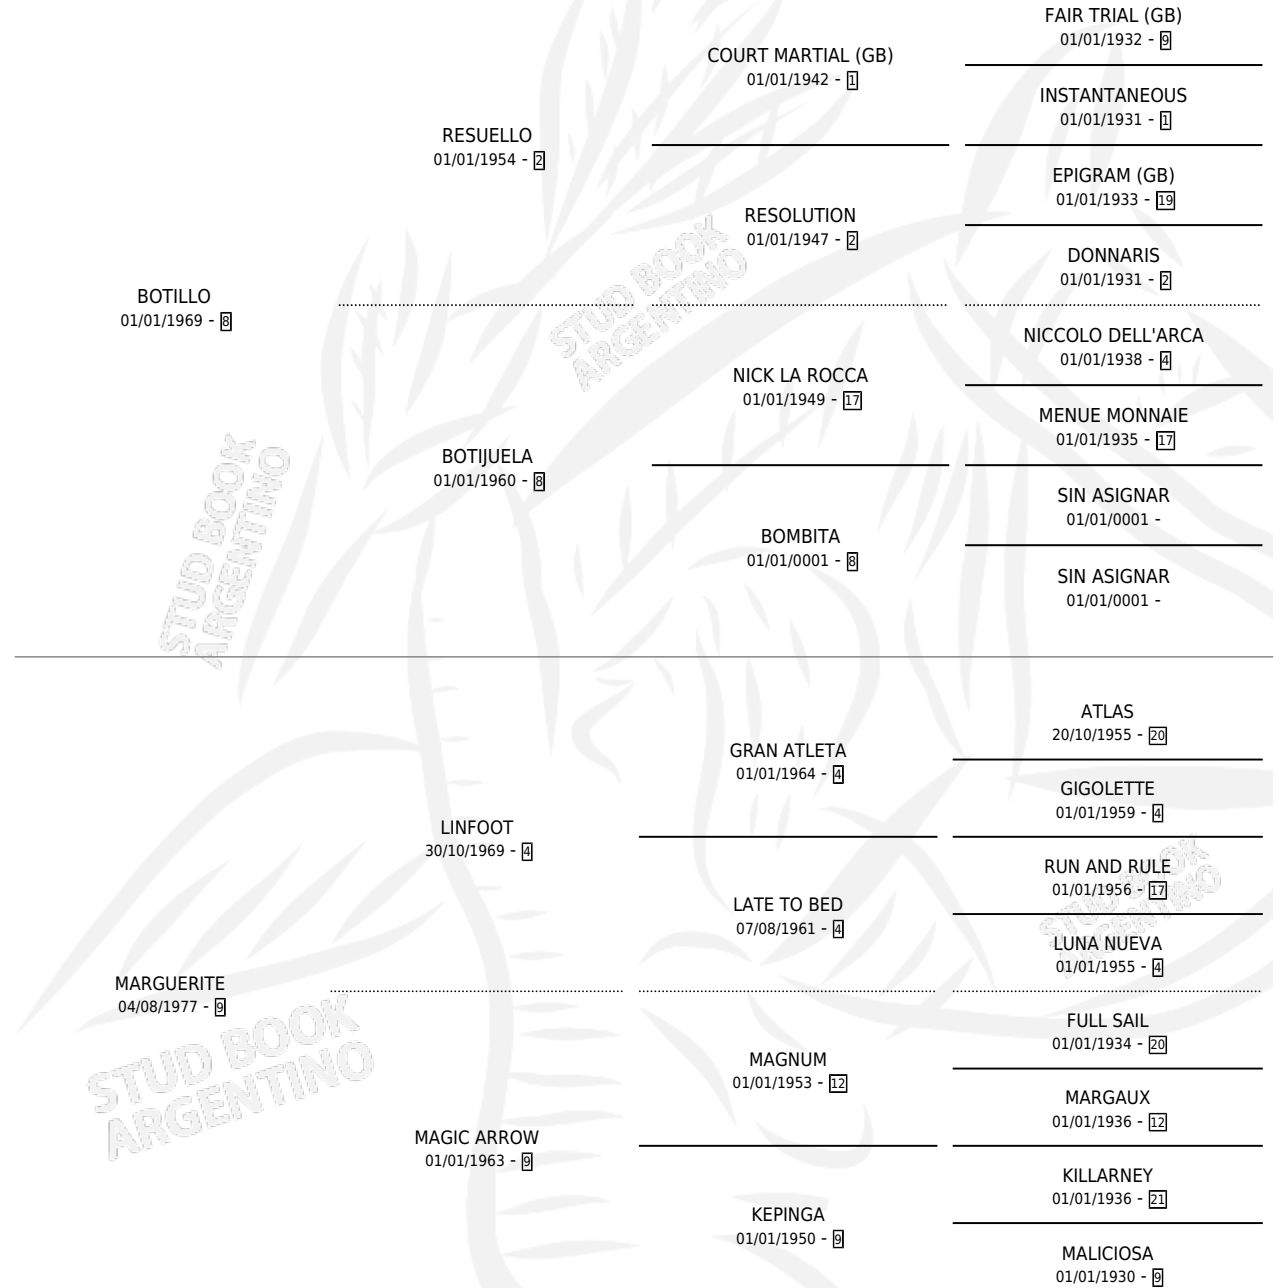 FAIR TRIAL (GB)
01/01/1932 - 9
COURT MARTIAL (GB)
01/01/1942 - 1
INSTANTANEOUS
01/01/1931 - 1
RESUELLO
01/01/1954 - 2
EPIGRAM (GB)
01/01/1933 - 19
RESOLUTION
01/01/1947 - 2
DONNARIS
01/01/1931 - 2
BOTILLO
01/01/1969 - 8
NICCOLO DELL'ARCA
01/01/1938 - 4
NICK LA ROCCA
01/01/1949 - 17
MENUE MONNAIE
01/01/1935 - 17
BOTIJUELA
01/01/1960 - 8
SIN ASIGNAR
01/01/0001 -
BOMBITA
01/01/0001 - 8
SIN ASIGNAR
01/01/0001 -
ATLAS
20/10/1955 - 20
GRAN ATLETA
01/01/1964 - 4
GIGOLETTE
01/01/1959 - 4
LINFOOT
30/10/1969 - 4
RUN AND RULE
01/01/1956 - 17
LATE TO BED
07/08/1961 - 4
LUNA NUEVA
01/01/1955 - 4
MARGUERITE
04/08/1977 - 9
FULL SAIL
01/01/1934 - 20
MAGNUM
01/01/1953 - 12
MARGAUX
01/01/1936 - 12
MAGIC ARROW
01/01/1963 - 9
KILLARNEY
01/01/1936 - 21
KEPINGA
01/01/1950 - 9
MALICIOSA
01/01/1930 - 9
STUD BOOK
ARGENTINO
STUD BOOK
ARGENTINO
STUD BOOK
ARGENTINO
STUD BOOK
ARGENTINO